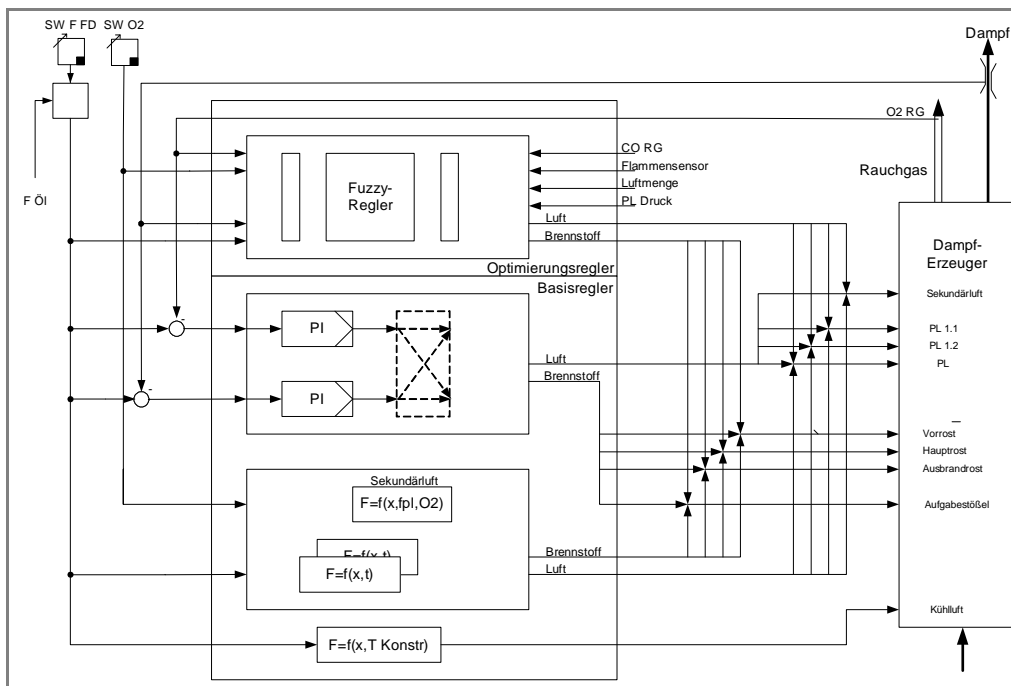 SW F FD
SW O2
Dampf
O2 RG
F Öl
Rauchgas
Fuzzy-
Regler
CO RG
Flammensensor
Luftmenge
PL Druck
Luft
Brennstoff
Optimierungsregler
Basisregler
Dampf-
Erzeuger
Sekundärluft
PL 1.1
PL 1.2
PL
-
PI
-
PI
Luft
Brennstoff
Vorrost
Hauptrost
Ausbrandrost
Aufgabestößel
Sekundärluft
F=f(x,fpl,O2)
F=f(x,t)
F=f(x,t)
Brennstoff
Luft
Kühlluft
F=f(x,T Konstr)